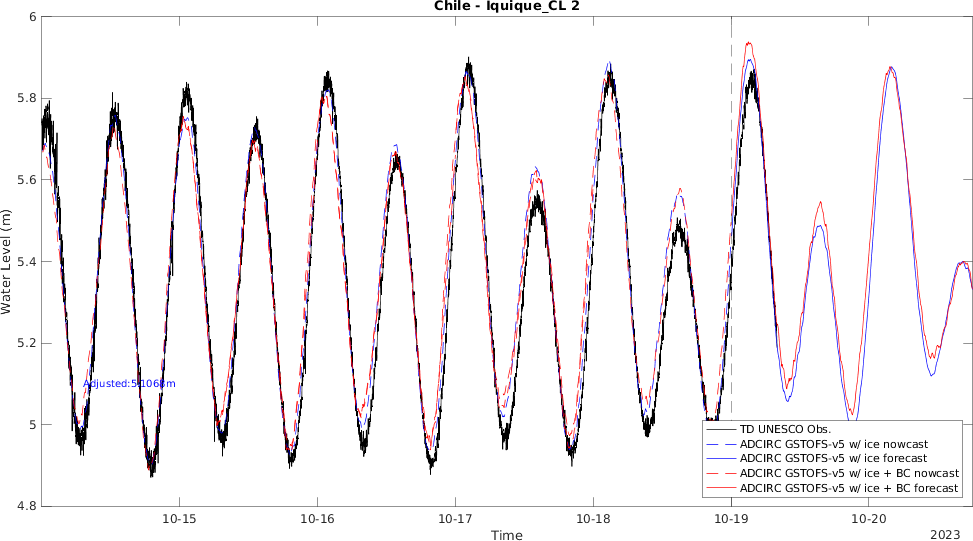 Chile - Iquique_CL 2
6
5.8
5.6
5.4
5.2
5
4.8
Water Level (m)
Adjusted:5.1068m
10-15
10-16
10-17
10-18
10-19
10-20
Time
2023
TD UNESCO Obs.
ADCIRC GSTOFS-v5 w/ ice nowcast
ADCIRC GSTOFS-v5 w/ ice forecast
ADCIRC GSTOFS-v5 w/ ice + BC nowcast
ADCIRC GSTOFS-v5 w/ ice + BC forecast